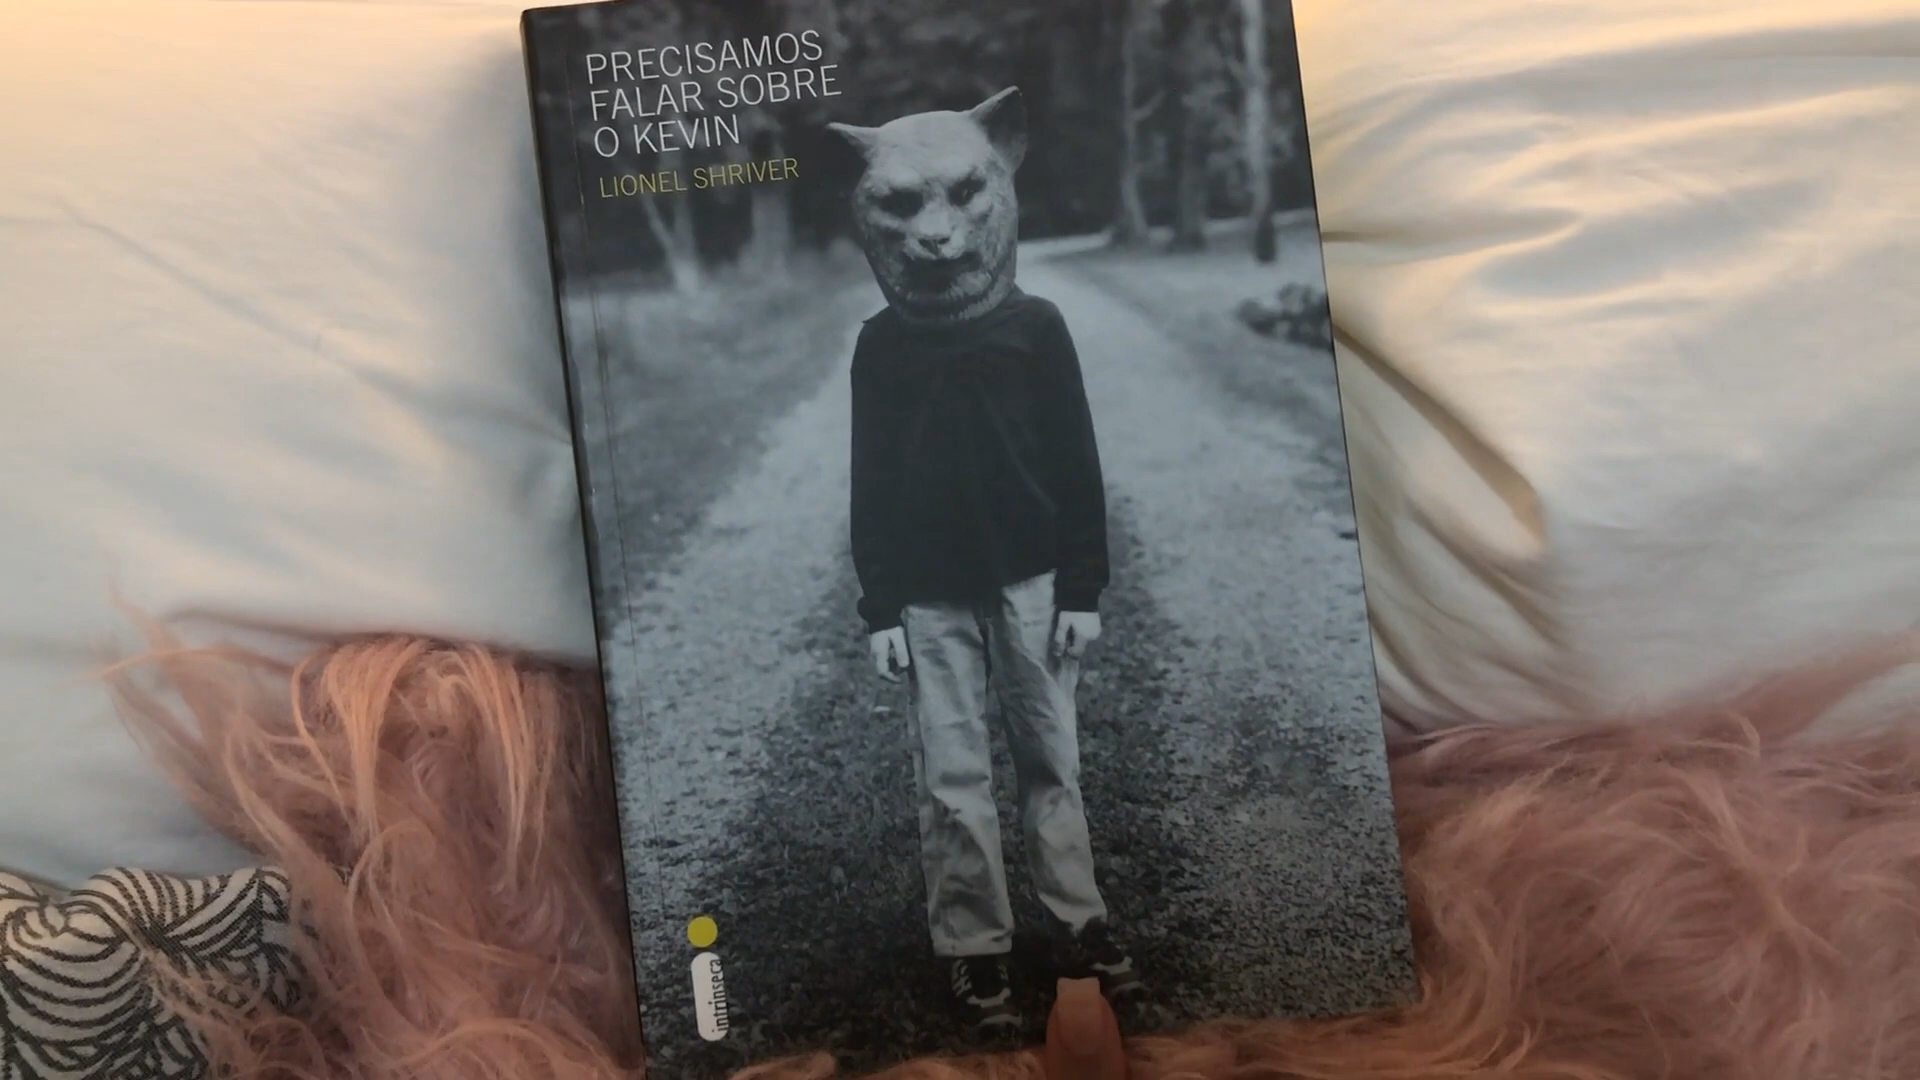 PRECISAMOS
FALAR SOBRE
O KEVIN
LIONEL SHRIVER
intrínseca